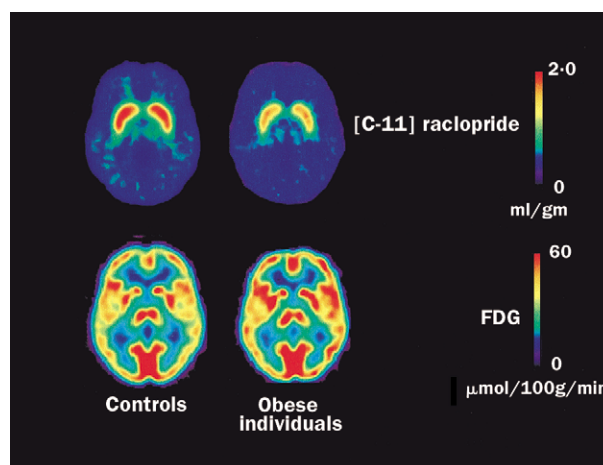 2·0
[C-11] raclopride
0
ml/gm
60
FDG
0
μmol/100g/min
Controls
Obese
individuals